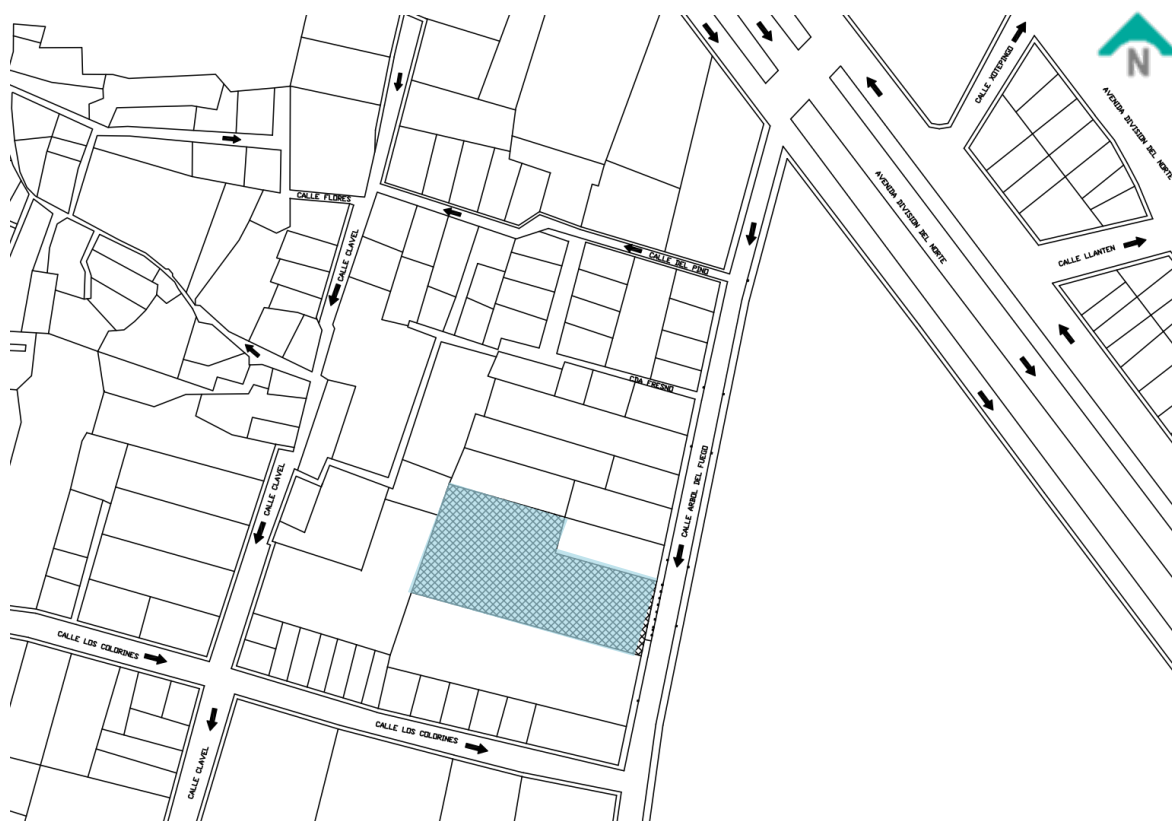 N
CALLE XOTEPINGO
AVENIDA DIVISION DEL NORTE
CALLE FLORES
AVENIDA DIVISION DEL NORTE
CALLE CLAVEL
CALLE DEL PINO
CALLE LLANTEN
CDA FRESNO
CALLE ARBOL DEL FUEGO
CALLE CLAVEL
CALLE LOS COLORINES
CALLE LOS COLORINES
CALLE CLAVEL